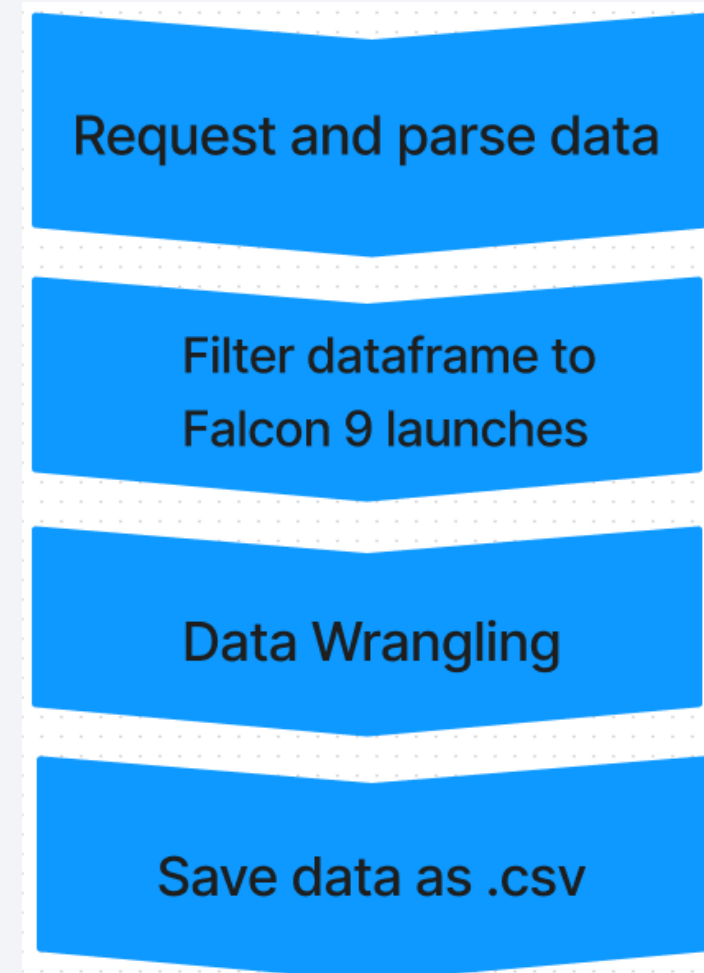 Request and parse data
Filter dataframe to
Falcon 9 launches
Data Wrangling
Save data as .csv